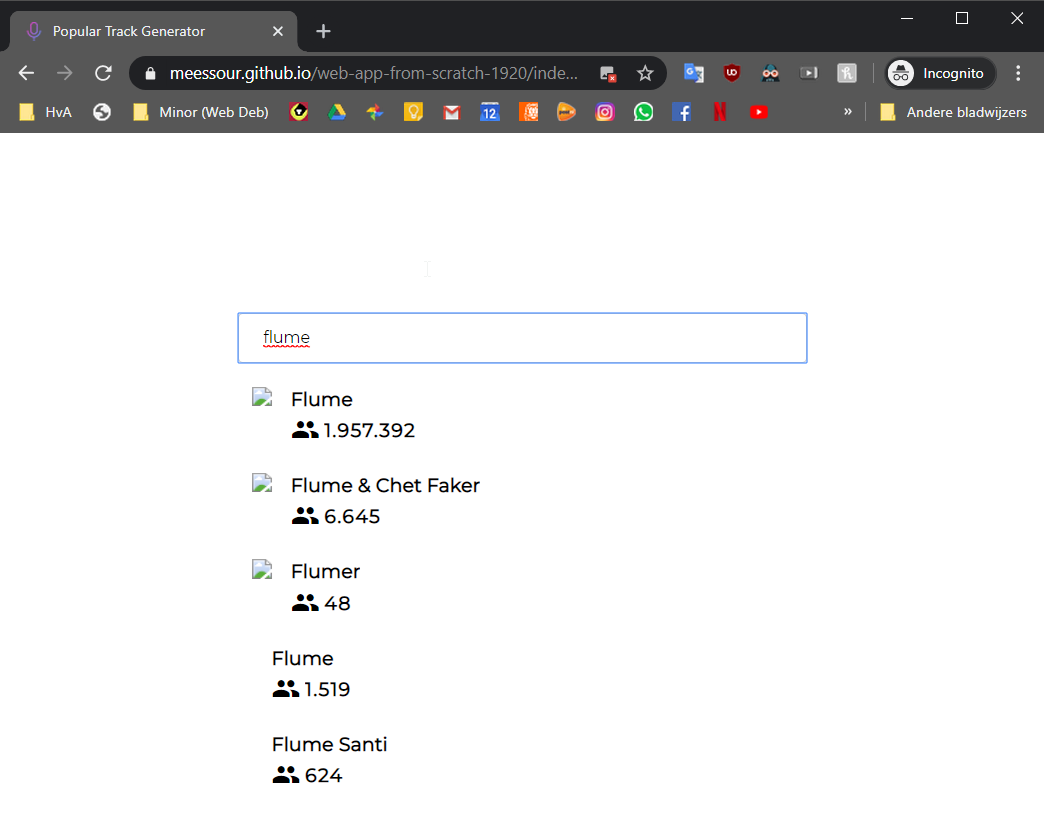 Popular Track Generator
meessour.github.io/web-app-from-scratch-1920/inde...
Incognito
HvA
Minor (Web Deb)
12
»
Andere bladwijzers
flume
Flume
1.957.392
Flume & Chet Faker
6.645
Flumer
48
Flume
1.519
Flume Santi
624